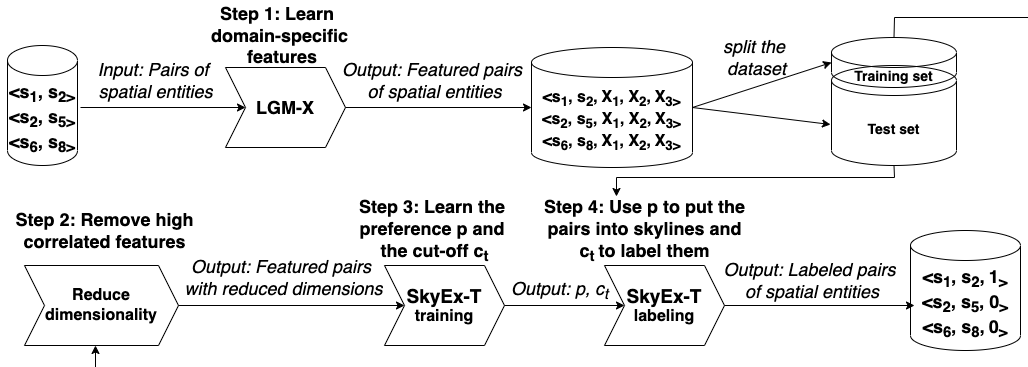 Step 1: Learn
domain-specific
features
<s1, s2>
<s2, s5>
<s6, s8>
Input: Pairs of
spatial entities
LGM-X
Output: Featured pairs
of spatial entities
<s1, s2, X1, X2, X3>
<s2, s5, X1, X2, X3>
<s6, s8, X1, X2, X3>
split the
dataset
Training set
Test set
Step 2: Remove high
correlated features
Reduce
dimensionality
Output: Featured pairs
with reduced dimensions
Step 3: Learn the
preference p and
the cut-off ct
SkyEx-T
training
Output: p, ct
Step 4: Use p to put the
pairs into skylines and
ct to label them
SkyEx-T
labeling
Output: Labeled pairs
of spatial entities
<s1, s2, 1>
<s2, s5, 0>
<s6, s8, 0>